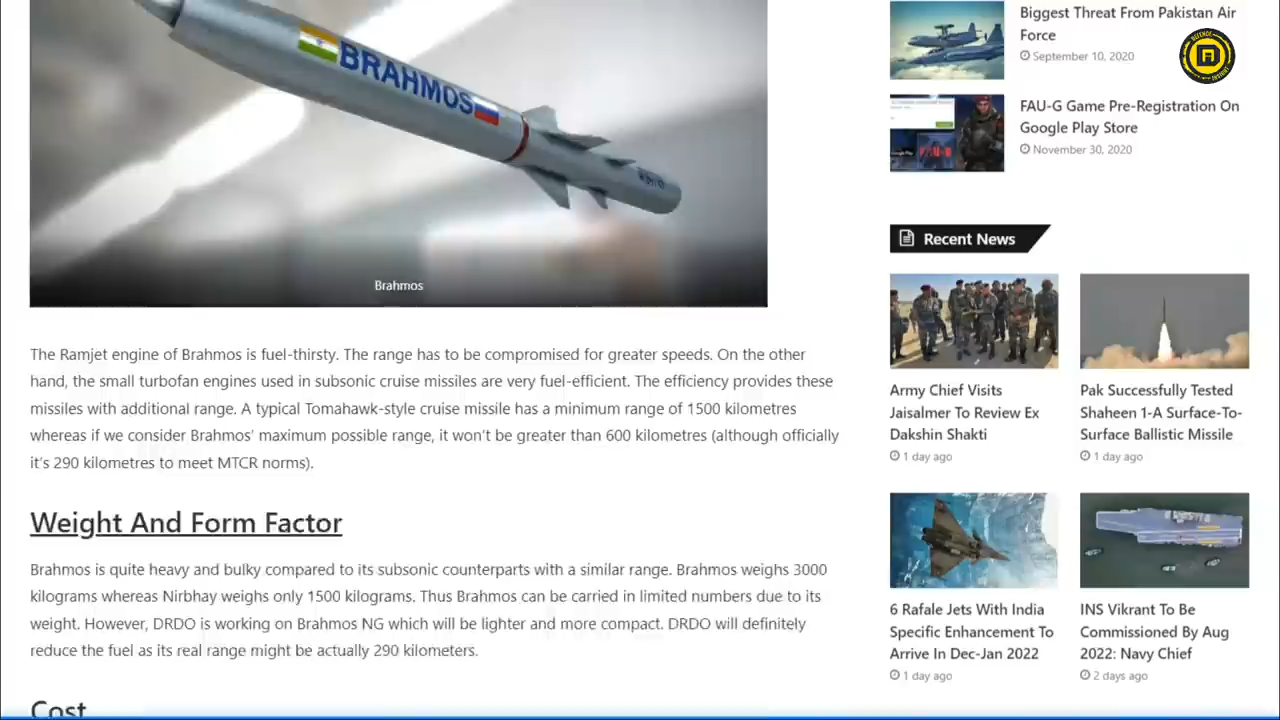 BRAHMOS
Brahmos
The Ramjet engine of Brahmos is fuel-thirsty. The range has to be compromised for greater speeds. On the other
hand, the small turbofan engines used in subsonic cruise missiles are very fuel-efficient. The efficiency provides these
missiles with additional range. A typical Tomahawk-style cruise missile has a minimum range of 1500 kilometres
whereas if we consider Brahmos' maximum possible range, it won't be greater than 600 kilometres (although officially
it's 290 kilometres to meet MTCR norms).
Weight And Form Factor
Brahmos is quite heavy and bulky compared to its subsonic counterparts with a similar range. Brahmos weighs 3000
kilograms whereas Nirbhay weighs only 1500 kilograms. Thus Brahmos can be carried in limited numbers due to its
weight. However, DRDO is working on Brahmos NG which will be lighter and more compact. DRDO will definitely
reduce the fuel as its real range might be actually 290 kilometers.
Cost
Biggest Threat From Pakistan Air
Force
September 10, 2020
DEFENCE
INSIGHT
FAU-G Game Pre-Registration On
Google Play Store
November 30, 2020
Recent News
Army Chief Visits
Jaisalmer To Review Ex
Dakshin Shakti
1 day ago
Pak Successfully Tested
Shaheen 1-A Surface-To-
Surface Ballistic Missile
1 day ago
6 Rafale Jets With India
Specific Enhancement To
Arrive In Dec-Jan 2022
1 day ago
INS Vikrant To Be
Commissioned By Aug
2022: Navy Chief
2 days ago